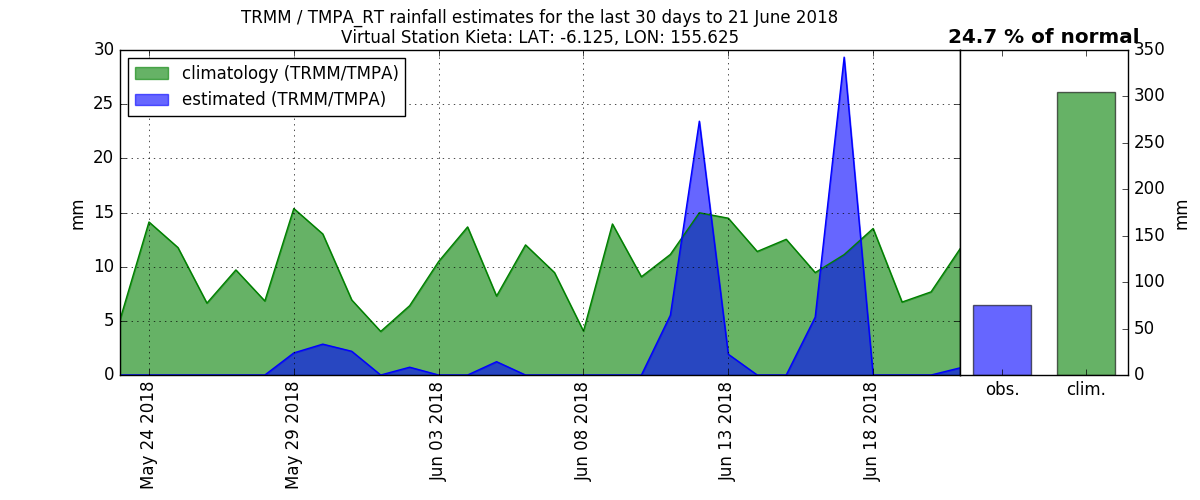 TRMM / TMPA_RT rainfall estimates for the last 30 days to 21 June 2018
Virtual Station Kieta: LAT: -6.125, LON: 155.625
24.7 % of normal
climatology (TRMM/TMPA)
estimated (TRMM/TMPA)
30
25
20
15
10
5
0
mm
May 24 2018
May 29 2018
Jun 03 2018
Jun 08 2018
Jun 13 2018
Jun 18 2018
350
300
250
200
150
100
50
0
mm
obs.
clim.